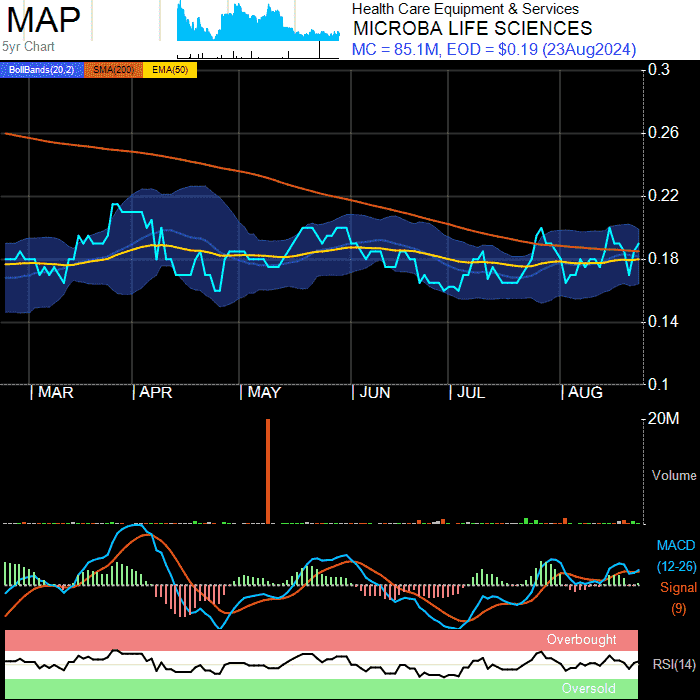 MAP
5yr Chart
Health Care Equipment & Services
MICROBA LIFE SCIENCES
MC = 85.1M, EOD = $0.19 (23Aug2024)
BollBands(20,2) SMA(200) EMA(50)
0.3
0.26
0.22
0.18
0.14
0.1
| MAR | APR | MAY | JUN | JUL | AUG
20M
Volume
MACD
(12-26)
Signal
(9)
Overbought
RSI(14)
Oversold